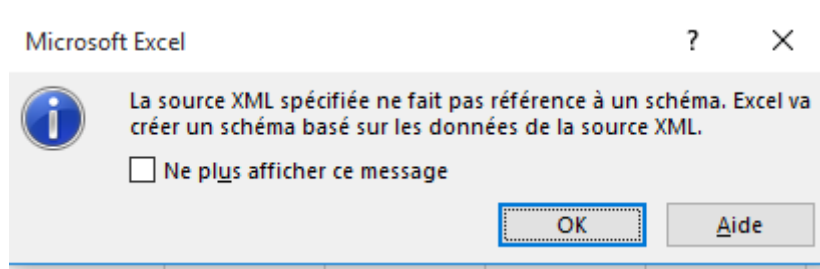 Microsoft Excel
?
La source XML spécifiée ne fait pas référence à un schéma. Excel va
créer un schéma basé sur les données de la source XML.
Ne plus afficher ce message
OK
Aide